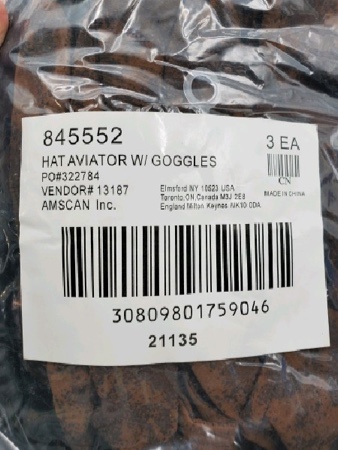 845552
3 EA
HAT AVIATOR W/ GOGGLES
PO#322784
VENDOR# 13187
AMSCAN Inc.
Elmsford NY 10523 USA
Toronto, ON, Canada M3J 2E8
England Milton Keynes MK10 0DA
CN
MADE IN CHINA
30809801759046
21135